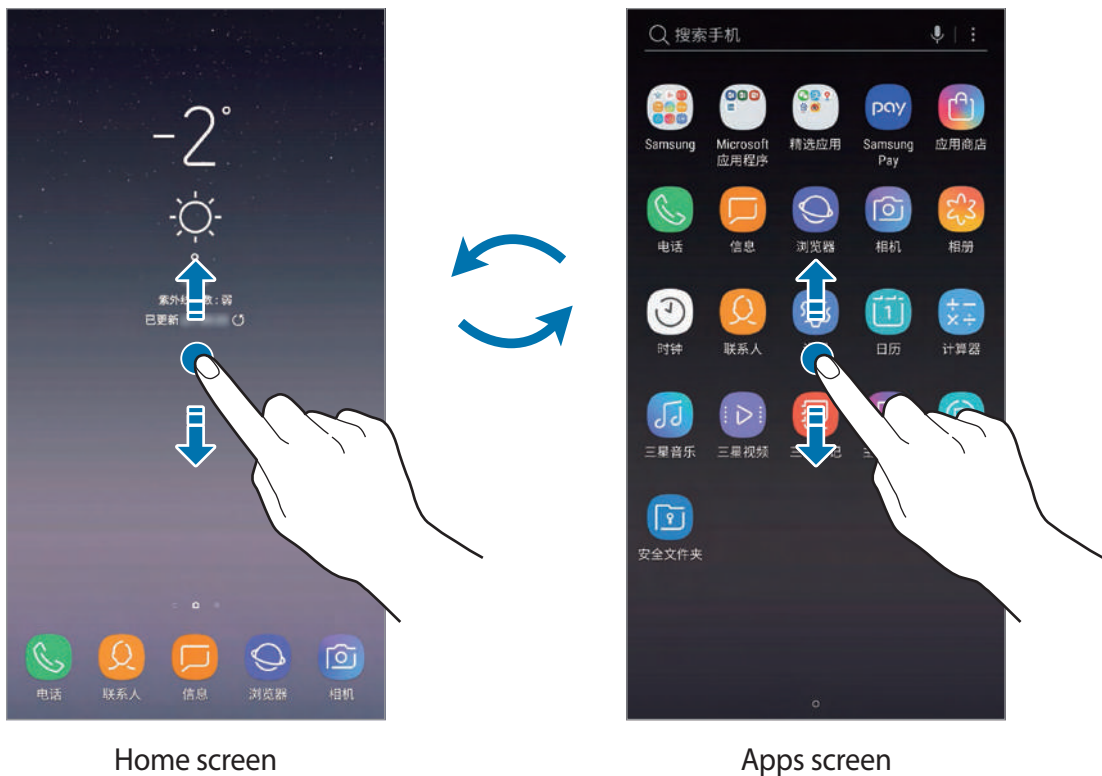 -2°
紫外 数 : 弱
已更新
电话
联系人
信息
浏览器
相机
Home screen
搜索手机
Samsung
Microsoft
应用程序
精选应用
pay
Samsung
Pay
应用商店
电话
信息
浏览器
相机
相册
时钟
联系人
1
日历
计算器
三星音乐
三星视频
三 记
安全文件夹
Apps screen